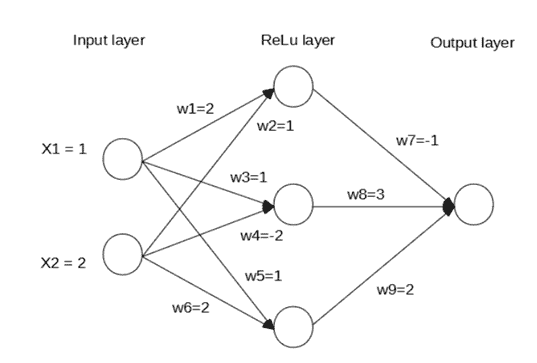 Input layer
ReLu layer
Output layer
w1=2
w2=1
w7=-1
X1 = 1
w3=1
w8=3
w4=-2
X2 = 2
w5=1
w6=2
w9=2